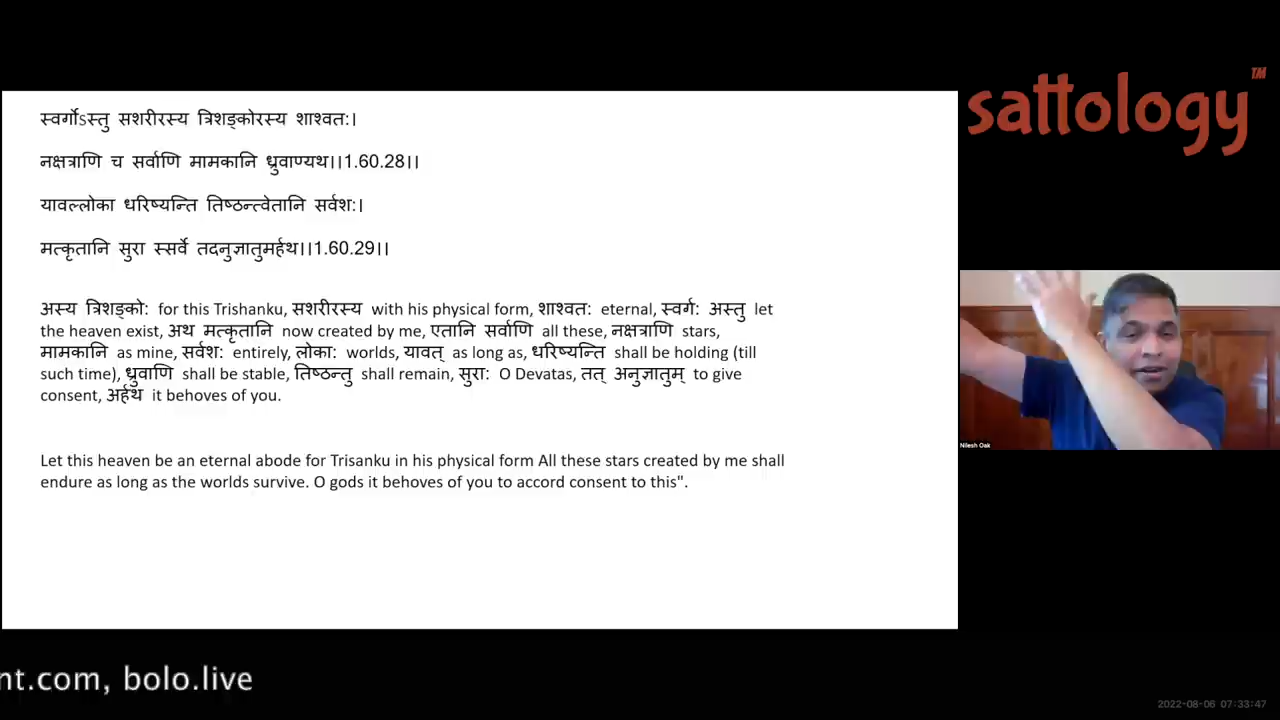 स्वर्गोऽस्तु सशरीरस्य त्रिशङ्कोरस्य शाश्वतः।
नक्षत्राणि च सर्वाणि मामकानि ध्रुवाण्यथ।।1.60.28।।
यावल्लोका धरिष्यन्ति तिष्ठन्त्वेतानि सर्वशः।
मत्कृतानि सुरा स्सर्वे तदनुज्ञातुमर्हथ।।1.60.29।।
अस्य त्रिशङ्कोः for this Trishanku, सशरीरस्य with his physical form, शाश्वतः eternal, स्वर्गः अस्तु let
the heaven exist, अथ मत्कृतानि now created by me, एतानि सर्वाणि all these, नक्षत्राणि stars,
मामकानि as mine, सर्वशः entirely, लोकाः worlds, यावत् as long as, धरिष्यन्ति shall be holding (till
such time), ध्रुवाणि shall be stable, तिष्ठन्तु shall remain, सुराः O Devatas, तत् अनुज्ञातुम् to give
consent, अर्हथ it behoves of you.
Let this heaven be an eternal abode for Trisanku in his physical form All these stars created by me shall
endure as long as the worlds survive. O gods it behoves of you to accord consent to this".
sattology TM
Nilesh Oak
nt.com, bolo.live
2022-08-06 07:33:47